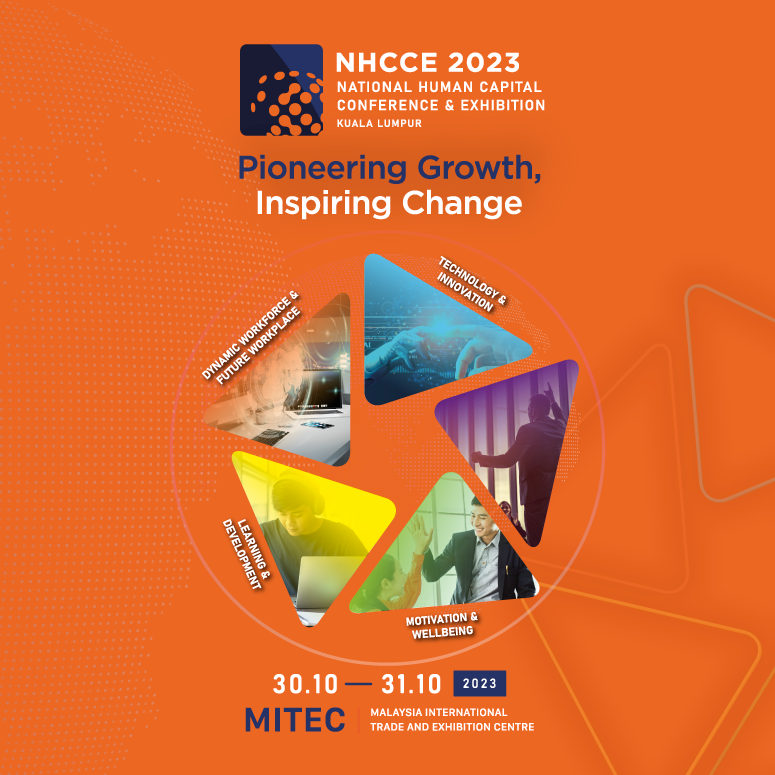 NHCCE 2023
NATIONAL HUMAN CAPITAL
CONFERENCE & EXHIBITION
KUALA LUMPUR
Pioneering Growth,
Inspiring Change
TECHNOLOGY &
INNOVATION
DYNAMIC WORKFORCE &
FUTURE WORKPLACE
LEARNING &
DEVELOPMENT
MOTIVATION &
WELLBEING
30.10 — 31.10 2023
MITEC
MALAYSIA INTERNATIONAL
TRADE AND EXHIBITION CENTRE